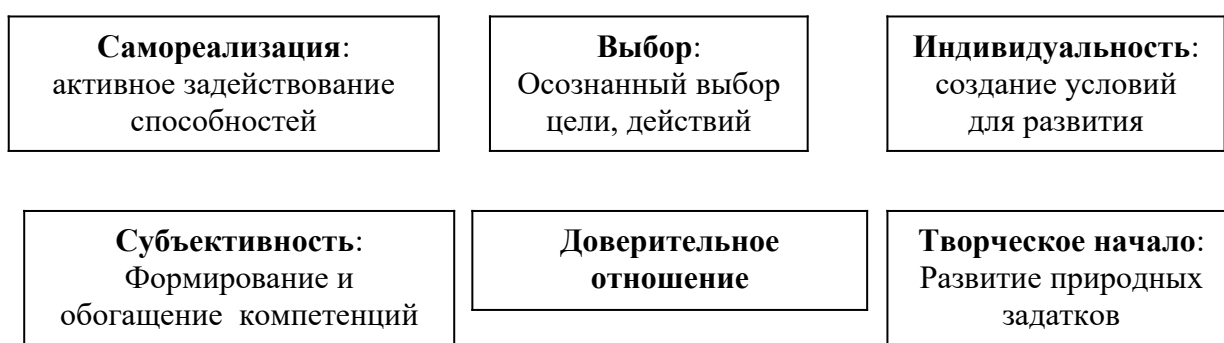 Самореализация:
активное задействование
способностей
Выбор:
Осознанный выбор
цели, действий
Индивидуальность:
создание условий
для развития
Субъективность:
Формирование и
обогащение компетенций
Доверительное
отношение
Творческое начало:
Развитие природных
задатков